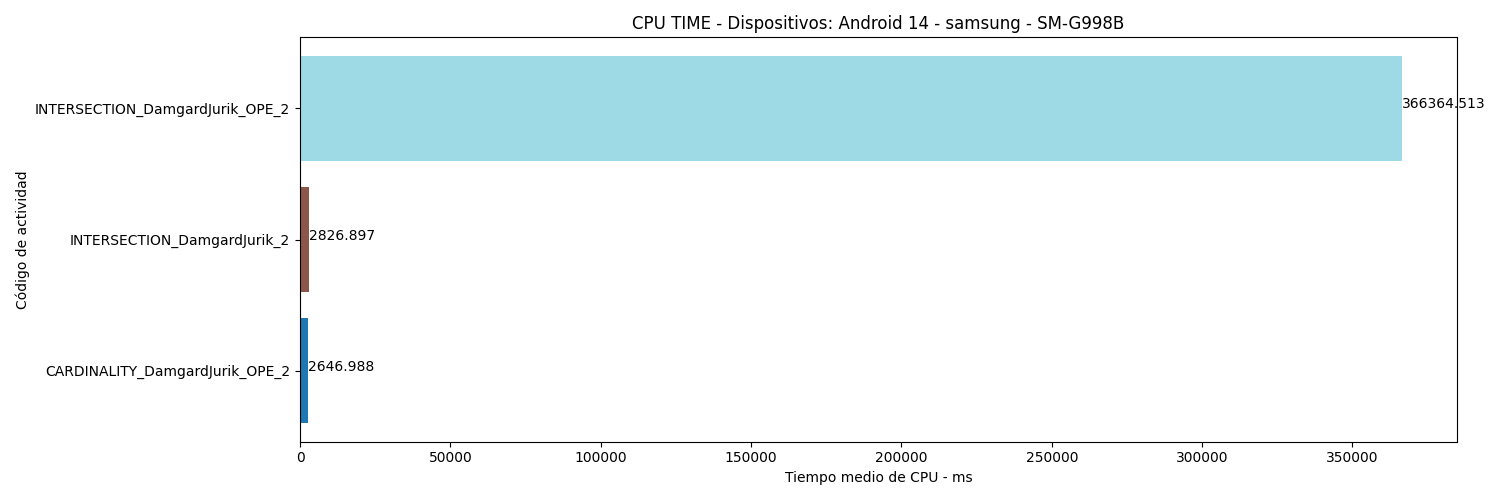 CPU TIME - Dispositivos: Android 14 - samsung - SM-G998B
INTERSECTION_DamgardJurik_OPE_2
366364.513
INTERSECTION_DamgardJurik_2
2826.897
CARDINALITY_DamgardJurik_OPE_2
2646.988
Código de actividad
0 50000 100000 150000 200000 250000 300000 350000
Tiempo medio de CPU - ms